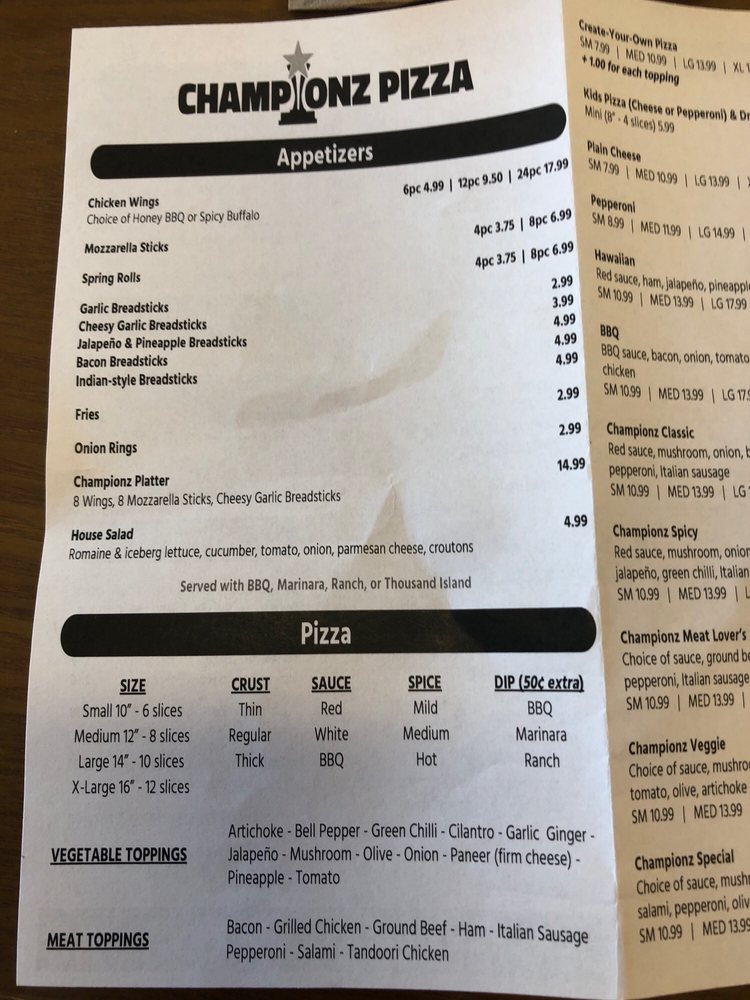 CHAMPIONZ PIZZA
Appetizers
Chicken Wings 6pc 4.99 | 12pc 9.50 | 24pc 17.99
Choice of Honey BBQ or Spicy Buffalo
Mozzarella Sticks 4pc 3.75 | 8pc 6.99
Spring Rolls 4pc 3.75 | 8pc 6.99
Garlic Breadsticks 2.99
Cheesy Garlic Breadsticks 3.99
Jalapeño & Pineapple Breadsticks 4.99
Bacon Breadsticks 4.99
Indian-style Breadsticks 4.99
Fries 2.99
Onion Rings 2.99
Championz Platter 14.99
8 Wings, 8 Mozzarella Sticks, Cheesy Garlic Breadsticks
House Salad 4.99
Romaine & iceberg lettuce, cucumber, tomato, onion, parmesan cheese, croutons
Served with BBQ, Marinara, Ranch, or Thousand Island
Pizza
SIZE CRUST SAUCE SPICE DIP (50¢ extra)
Small 10" - 6 slices Thin Red Mild BBQ
Medium 12" - 8 slices Regular White Medium Marinara
Large 14" - 10 slices Thick BBQ Hot Ranch
X-Large 16" - 12 slices
VEGETABLE TOPPINGS
Artichoke - Bell Pepper - Green Chilli - Cilantro - Garlic Ginger -
Jalapeño - Mushroom - Olive - Onion - Paneer (firm cheese) -
Pineapple - Tomato
MEAT TOPPINGS
Bacon - Grilled Chicken - Ground Beef - Ham - Italian Sausage
Pepperoni - Salami - Tandoori Chicken
Create-Your-Own Pizza
SM 7.99 | MED 10.99 | LG 13.99 | XL
+ 1.00 for each topping
Kids Pizza (Cheese or Pepperoni) &
Mini (8" - 4 slices) 5.99
Plain Cheese
SM 7.99 | MED 10.99 | LG 13.99 |
Pepperoni
SM 8.99 | MED 11.99 | LG 14.99 |
Hawaiian
Red sauce, ham, jalapeño, pineapple
SM 10.99 | MED 13.99 | LG 17.99
BBQ
BBQ sauce, bacon, onion, tomato
chicken
SM 10.99 | MED 13.99 | LG
Championz Classic
Red sauce, mushroom, onion,
pepperoni, Italian sausage
SM 10.99 | MED 13.99 | LG
Championz Spicy
Red sauce, mushroom, onion
jalapeño, green chilli, Italian
SM 10.99 | MED 13.99 |
Championz Meat Lover's
Choice of sauce, ground
pepperoni, Italian sausage
SM 10.99 | MED 13.99 |
Championz Veggie
Choice of sauce,
tomato, olive, artichoke
SM 10.99 | MED 13.99
Championz Special
Choice of sauce,
salami, pepperoni,
SM 10.99 | MED 13.99